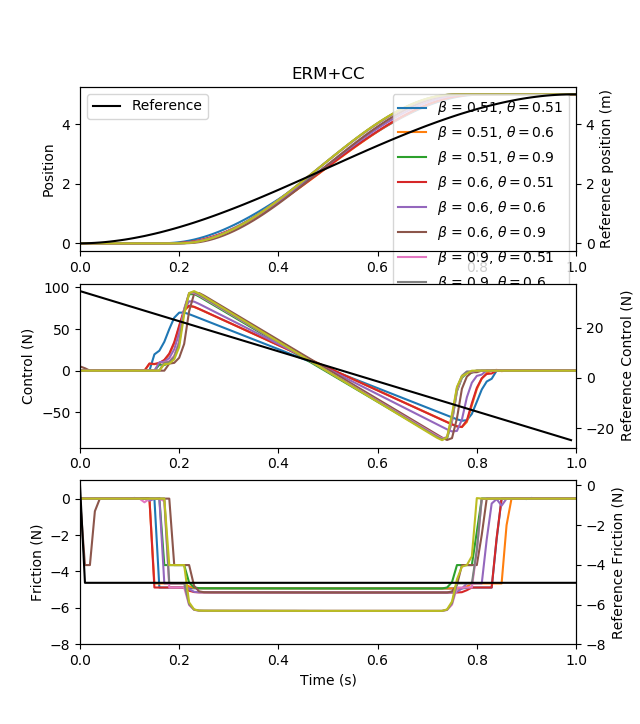 ERM+CC
Reference
β = 0.51, θ = 0.51
β = 0.51, θ = 0.6
β = 0.51, θ = 0.9
β = 0.6, θ = 0.51
β = 0.6, θ = 0.6
β = 0.6, θ = 0.9
β = 0.9, θ = 0.51
β = 0.9, θ = 0.6
Position
4
2
0
Reference position (m)
4
2
0
0.0 0.2 0.4 0.6 0.8 1.0
Control (N)
100
50
0
−50
Reference Control (N)
20
0
−20
0.0 0.2 0.4 0.6 0.8 1.0
Friction (N)
0
−2
−4
−6
−8
Reference Friction (N)
0
−2
−4
−6
−8
0.0 0.2 0.4 0.6 0.8 1.0
Time (s)